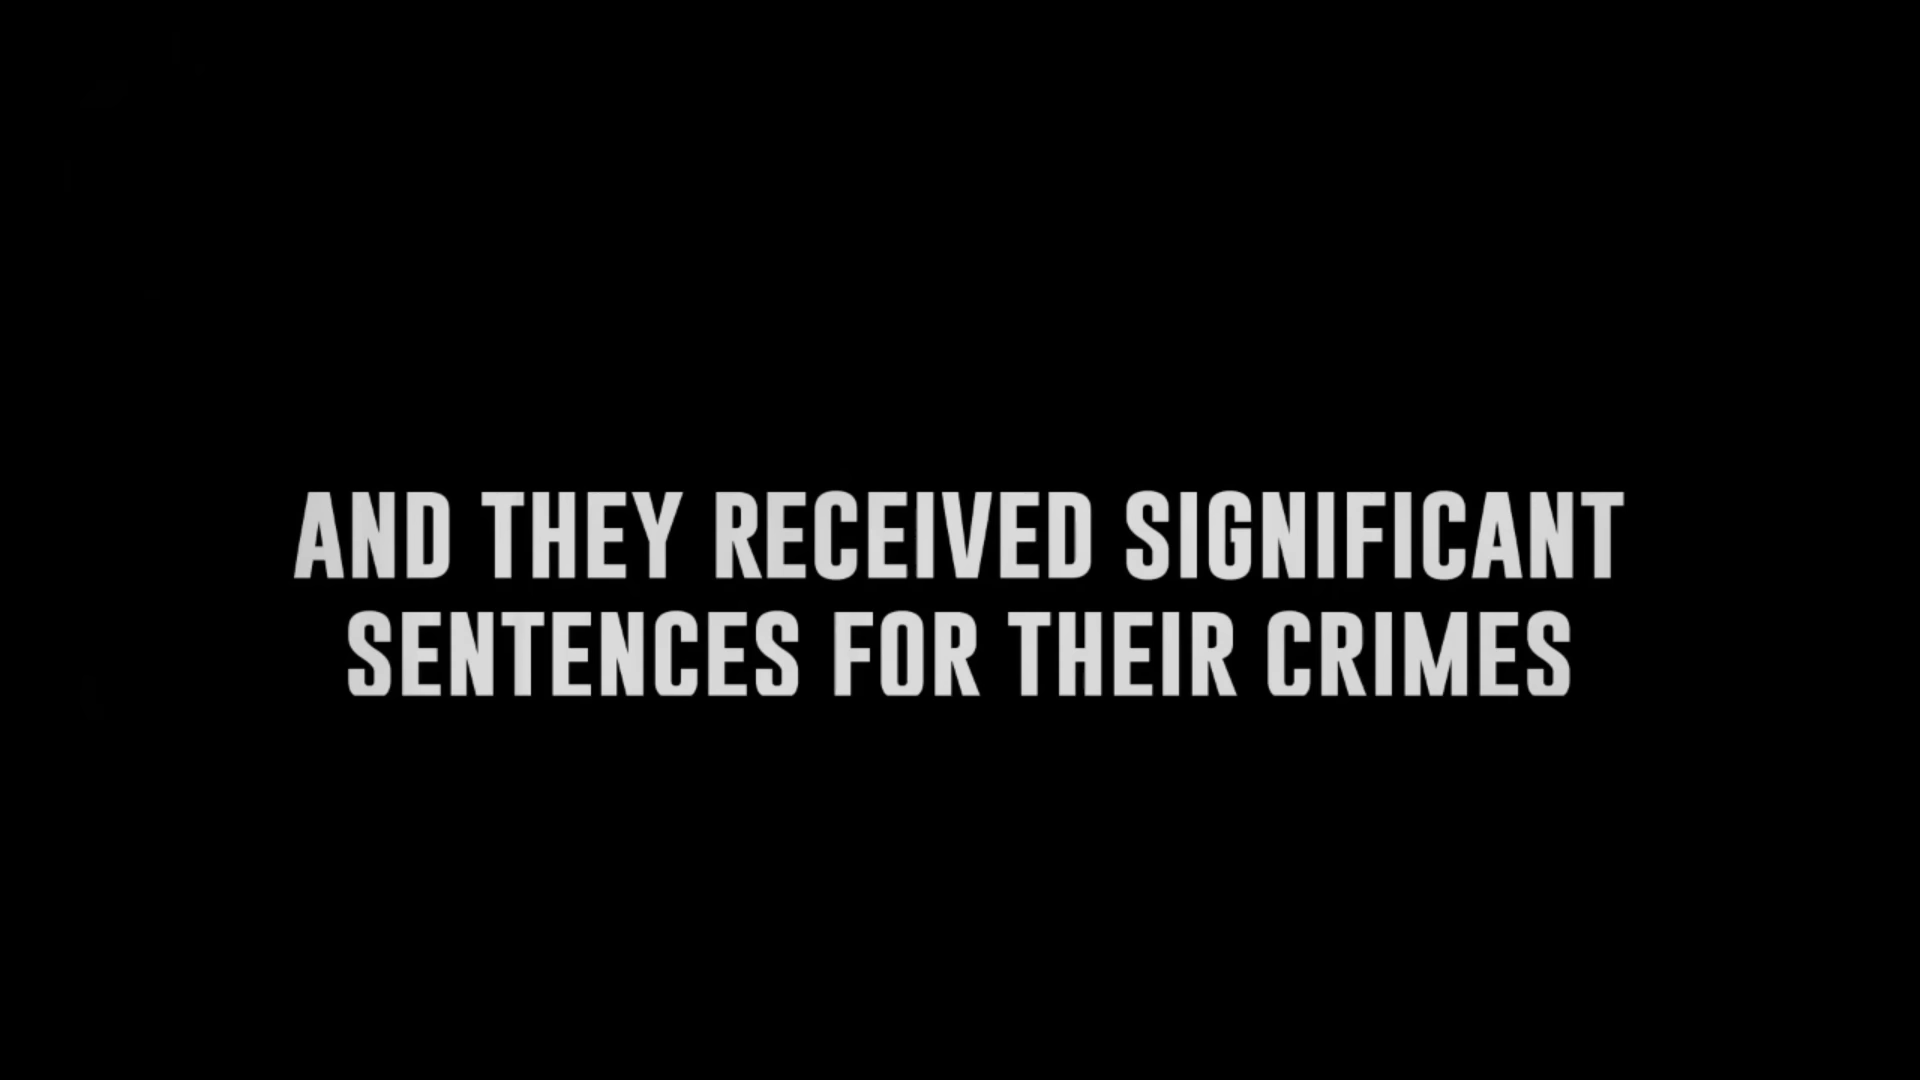 AND THEY RECEIVED SIGNIFICANT
SENTENCES FOR THEIR CRIMES